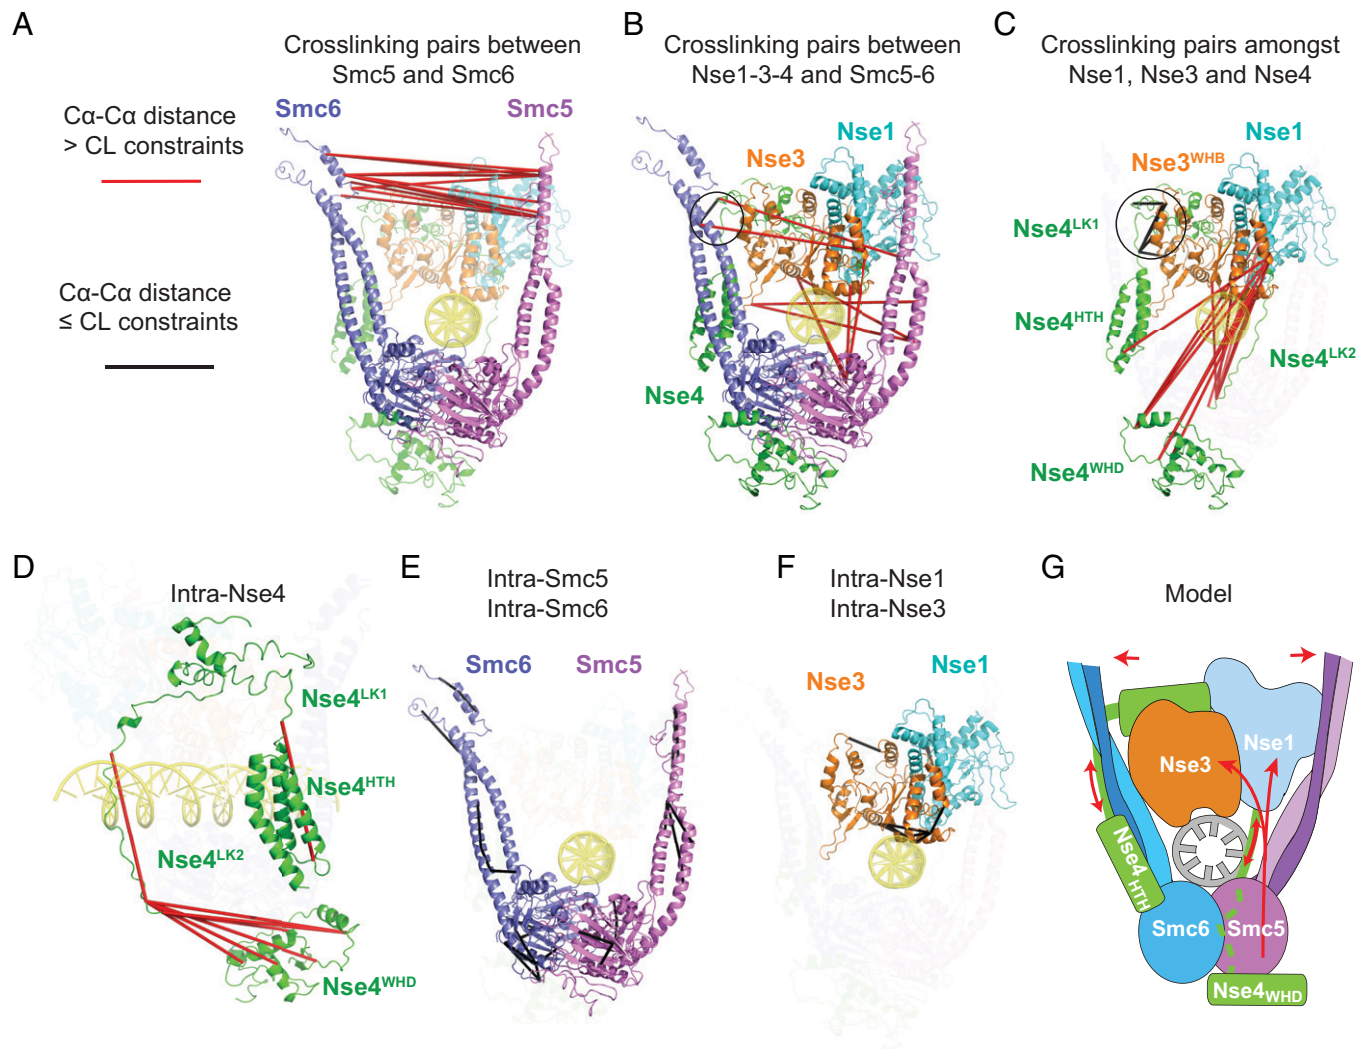 A
Crosslinking pairs between
Smc5 and Smc6
Cα-Cα distance
> CL constraints
Cα-Cα distance
≤ CL constraints
Smc6
Smc5
B
Crosslinking pairs between
Nse1-3-4 and Smc5-6
Nse1
Nse3
Nse4
C
Crosslinking pairs amongst
Nse1, Nse3 and Nse4
Nse1
Nse3WHB
Nse4LK1
Nse4HTH
Nse4LK2
Nse4WHD
D
Intra-Nse4
Nse4LK1
Nse4HTH
Nse4LK2
Nse4WHD
E
Intra-Smc5
Intra-Smc6
Smc6
Smc5
F
Intra-Nse1
Intra-Nse3
Nse3
Nse1
G
Model
Nse3
Nse1
Nse4HTH
Smc6
Smc5
Nse4WHD